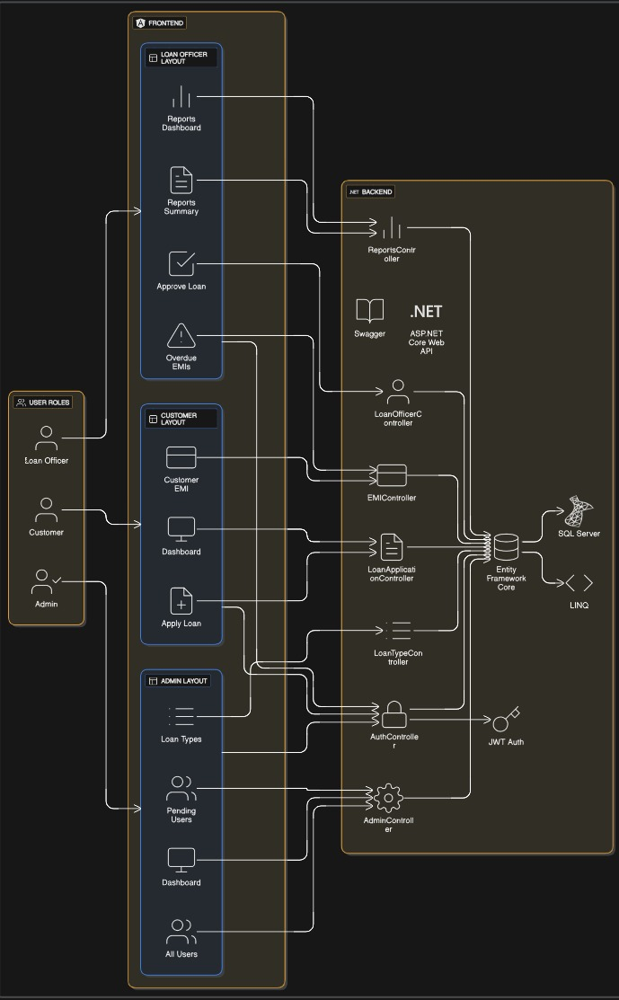 FRONTEND
LOAN OFFICER
LAYOUT
Reports
Dashboard
Reports
Summary
Approve Loan
Overdue
EMIs
USER ROLES
Loan Officer
Customer
Admin
CUSTOMER
LAYOUT
Customer
EMI
Dashboard
Apply Loan
ADMIN LAYOUT
Loan Types
Pending
Users
Dashboard
All Users
.NET BACKEND
ReportsContr
oller
Swagger
.NET
ASP.NET
Core Web
API
LoanOfficerC
ontroller
EMIController
LoanApplicati
onController
LoanTypeCon
troller
AuthControlle
r
AdminControll
er
Entity
Framework
Core
SQL Server
LINQ
JWT Auth